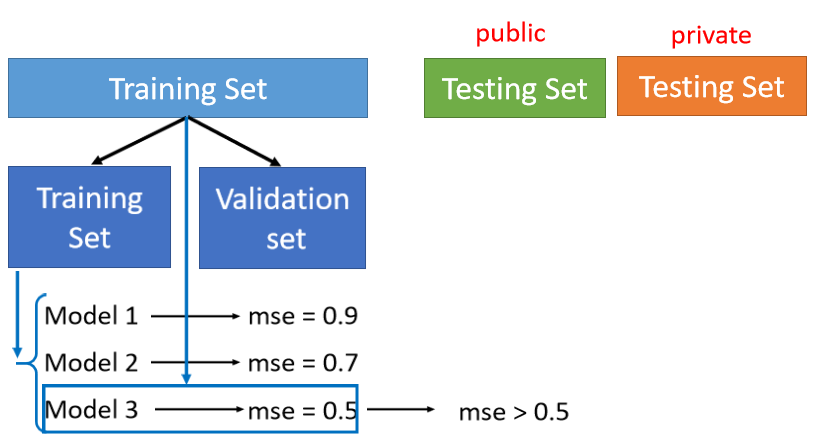 public
private
Training Set
Testing Set
Testing Set
Training
Set
Validation
set
Model 1
mse = 0.9
Model 2
mse = 0.7
Model 3
mse = 0.5
mse > 0.5